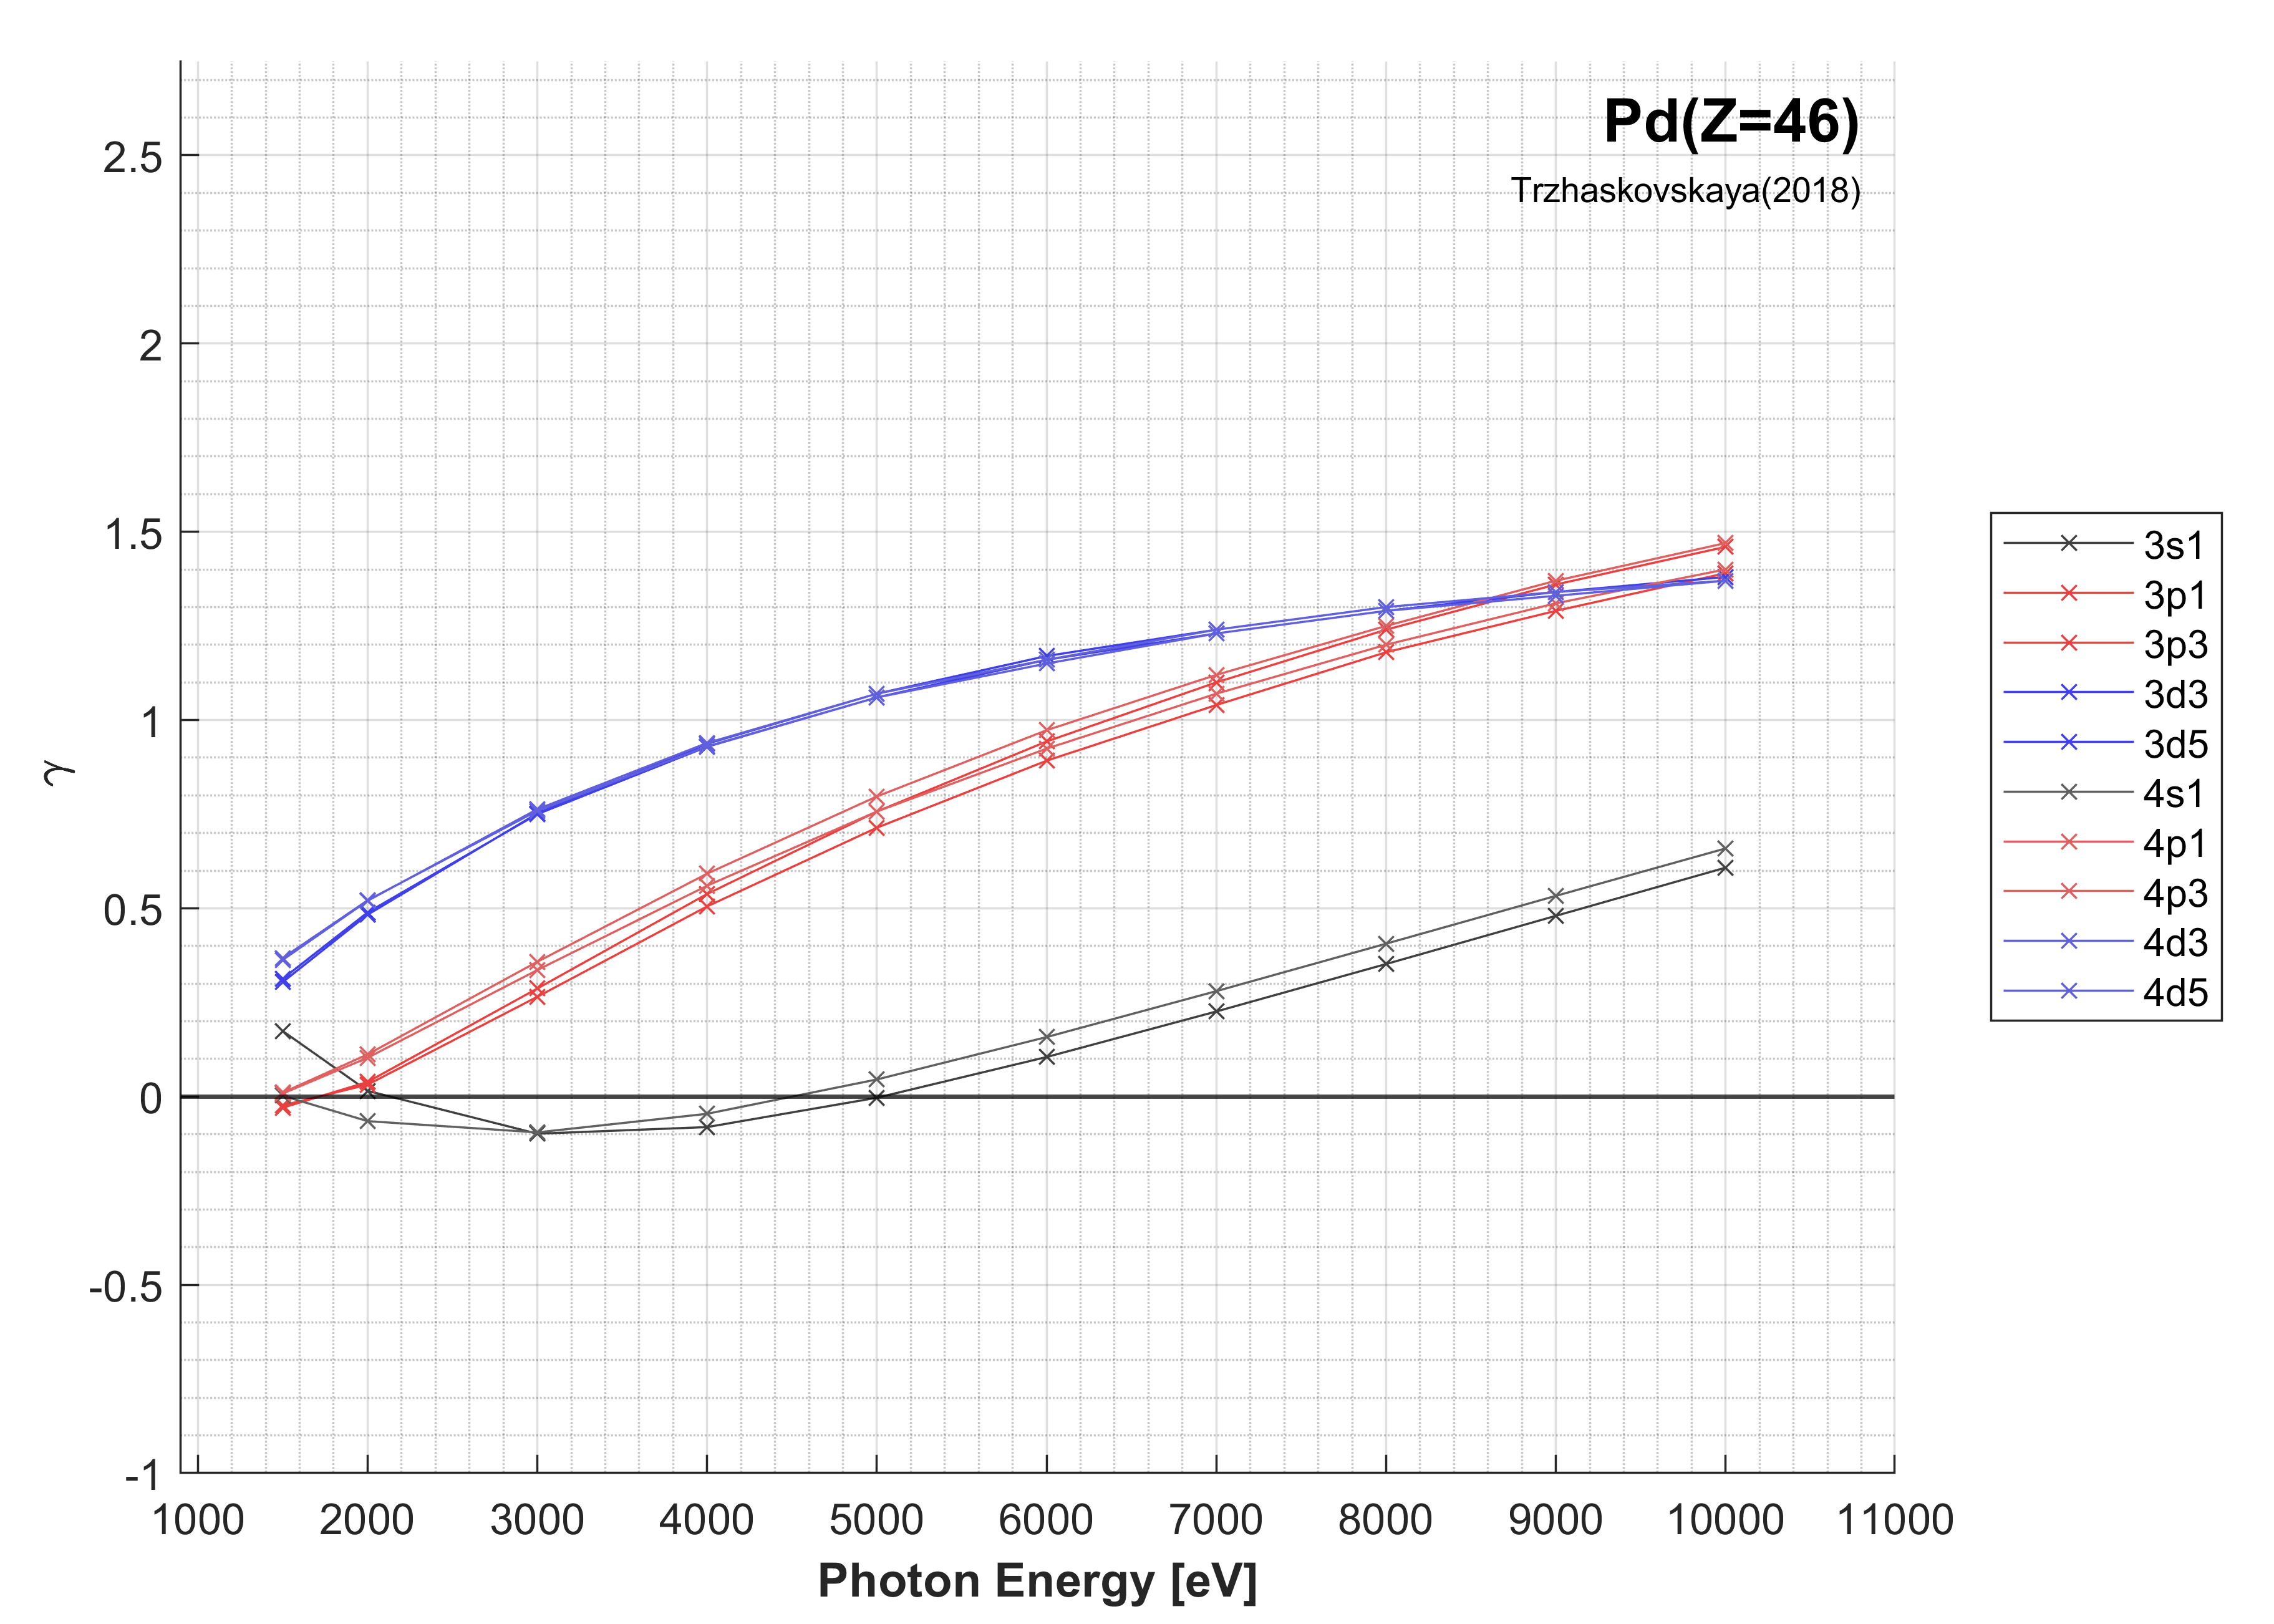 Pd(Z=46)
Trzhaskovskaya(2018)
2.5
2
1.5
1
0.5
0
-0.5
-1
γ
1000 2000 3000 4000 5000 6000 7000 8000 9000 10000 11000
Photon Energy [eV]
3s1
3p1
3p3
3d3
3d5
4s1
4p1
4p3
4d3
4d5